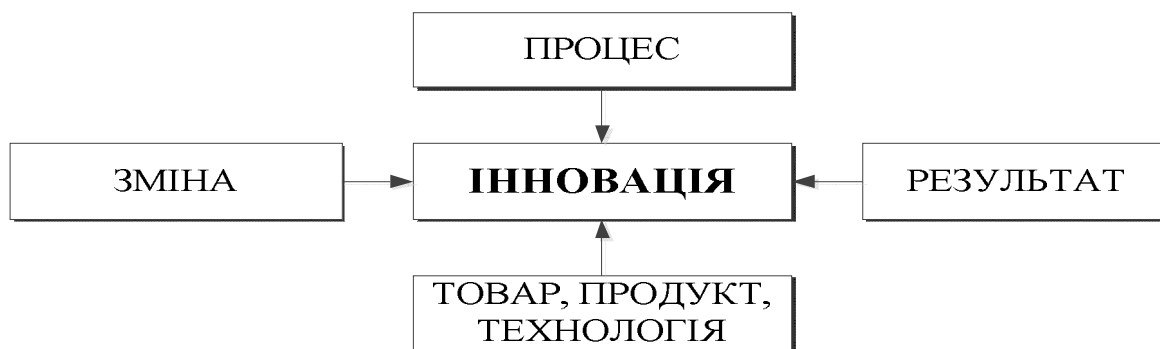 ПРОЦЕС
ЗМІНА
ІННОВАЦІЯ
РЕЗУЛЬТАТ
ТОВАР, ПРОДУКТ,
ТЕХНОЛОГІЯ